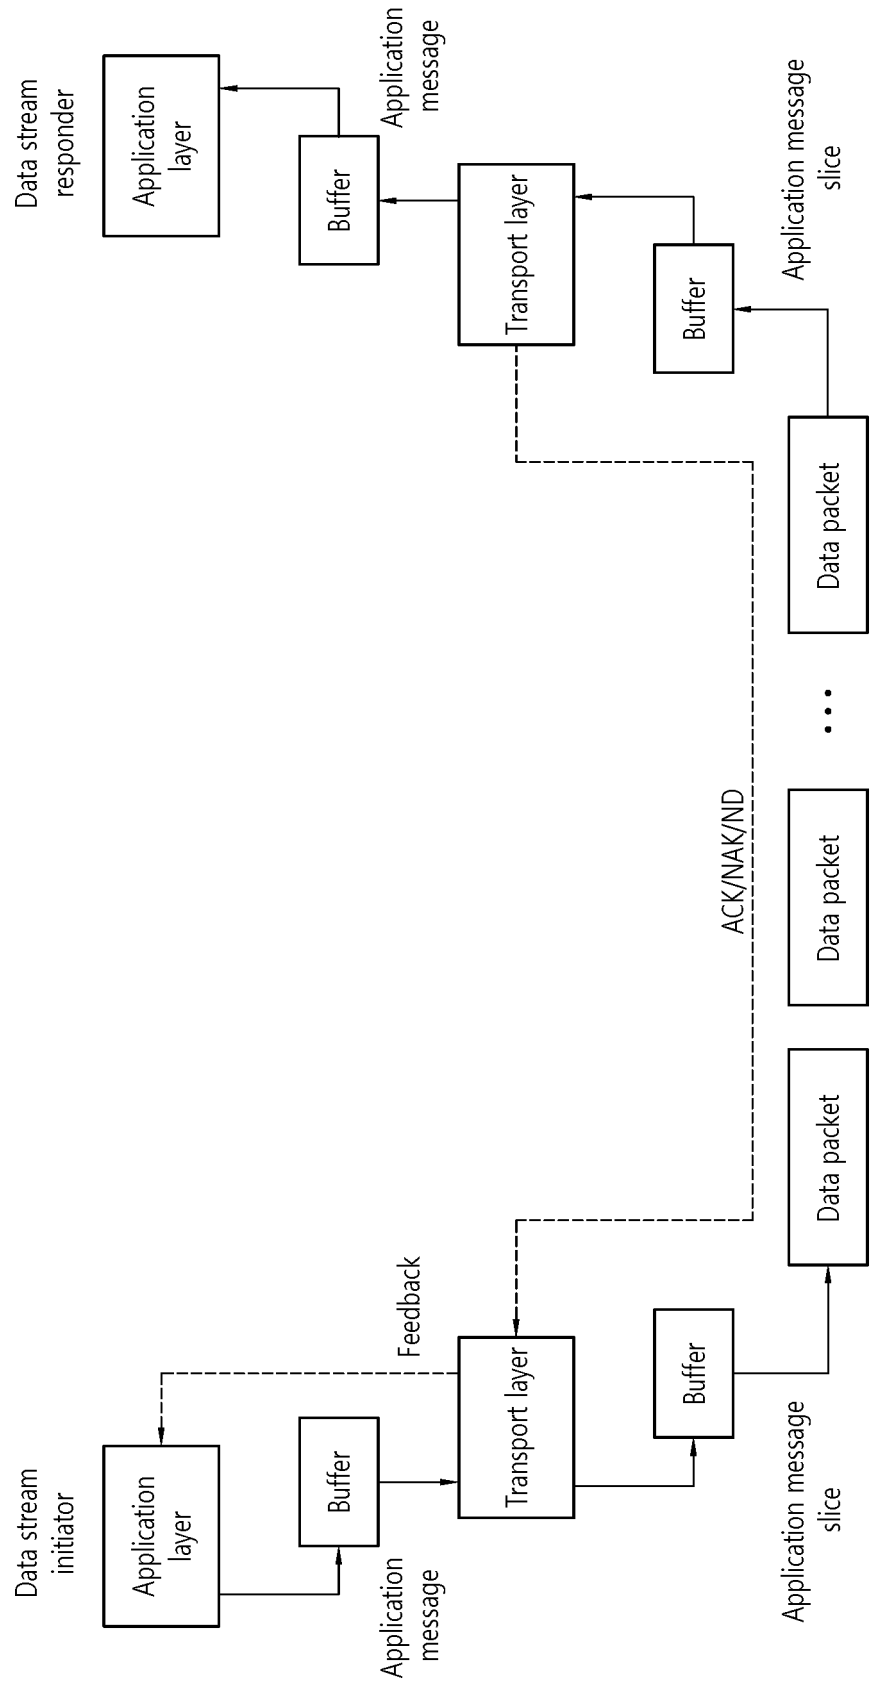 Data stream
initiator
Data stream
responder
Application
layer
Application
layer
Feedback
Buffer
Buffer
Application
message
Application
message
Transport layer
Transport layer
Buffer
Buffer
ACK/NAK/ND
Application message
slice
Application message
slice
Data packet
Data packet
...
Data packet